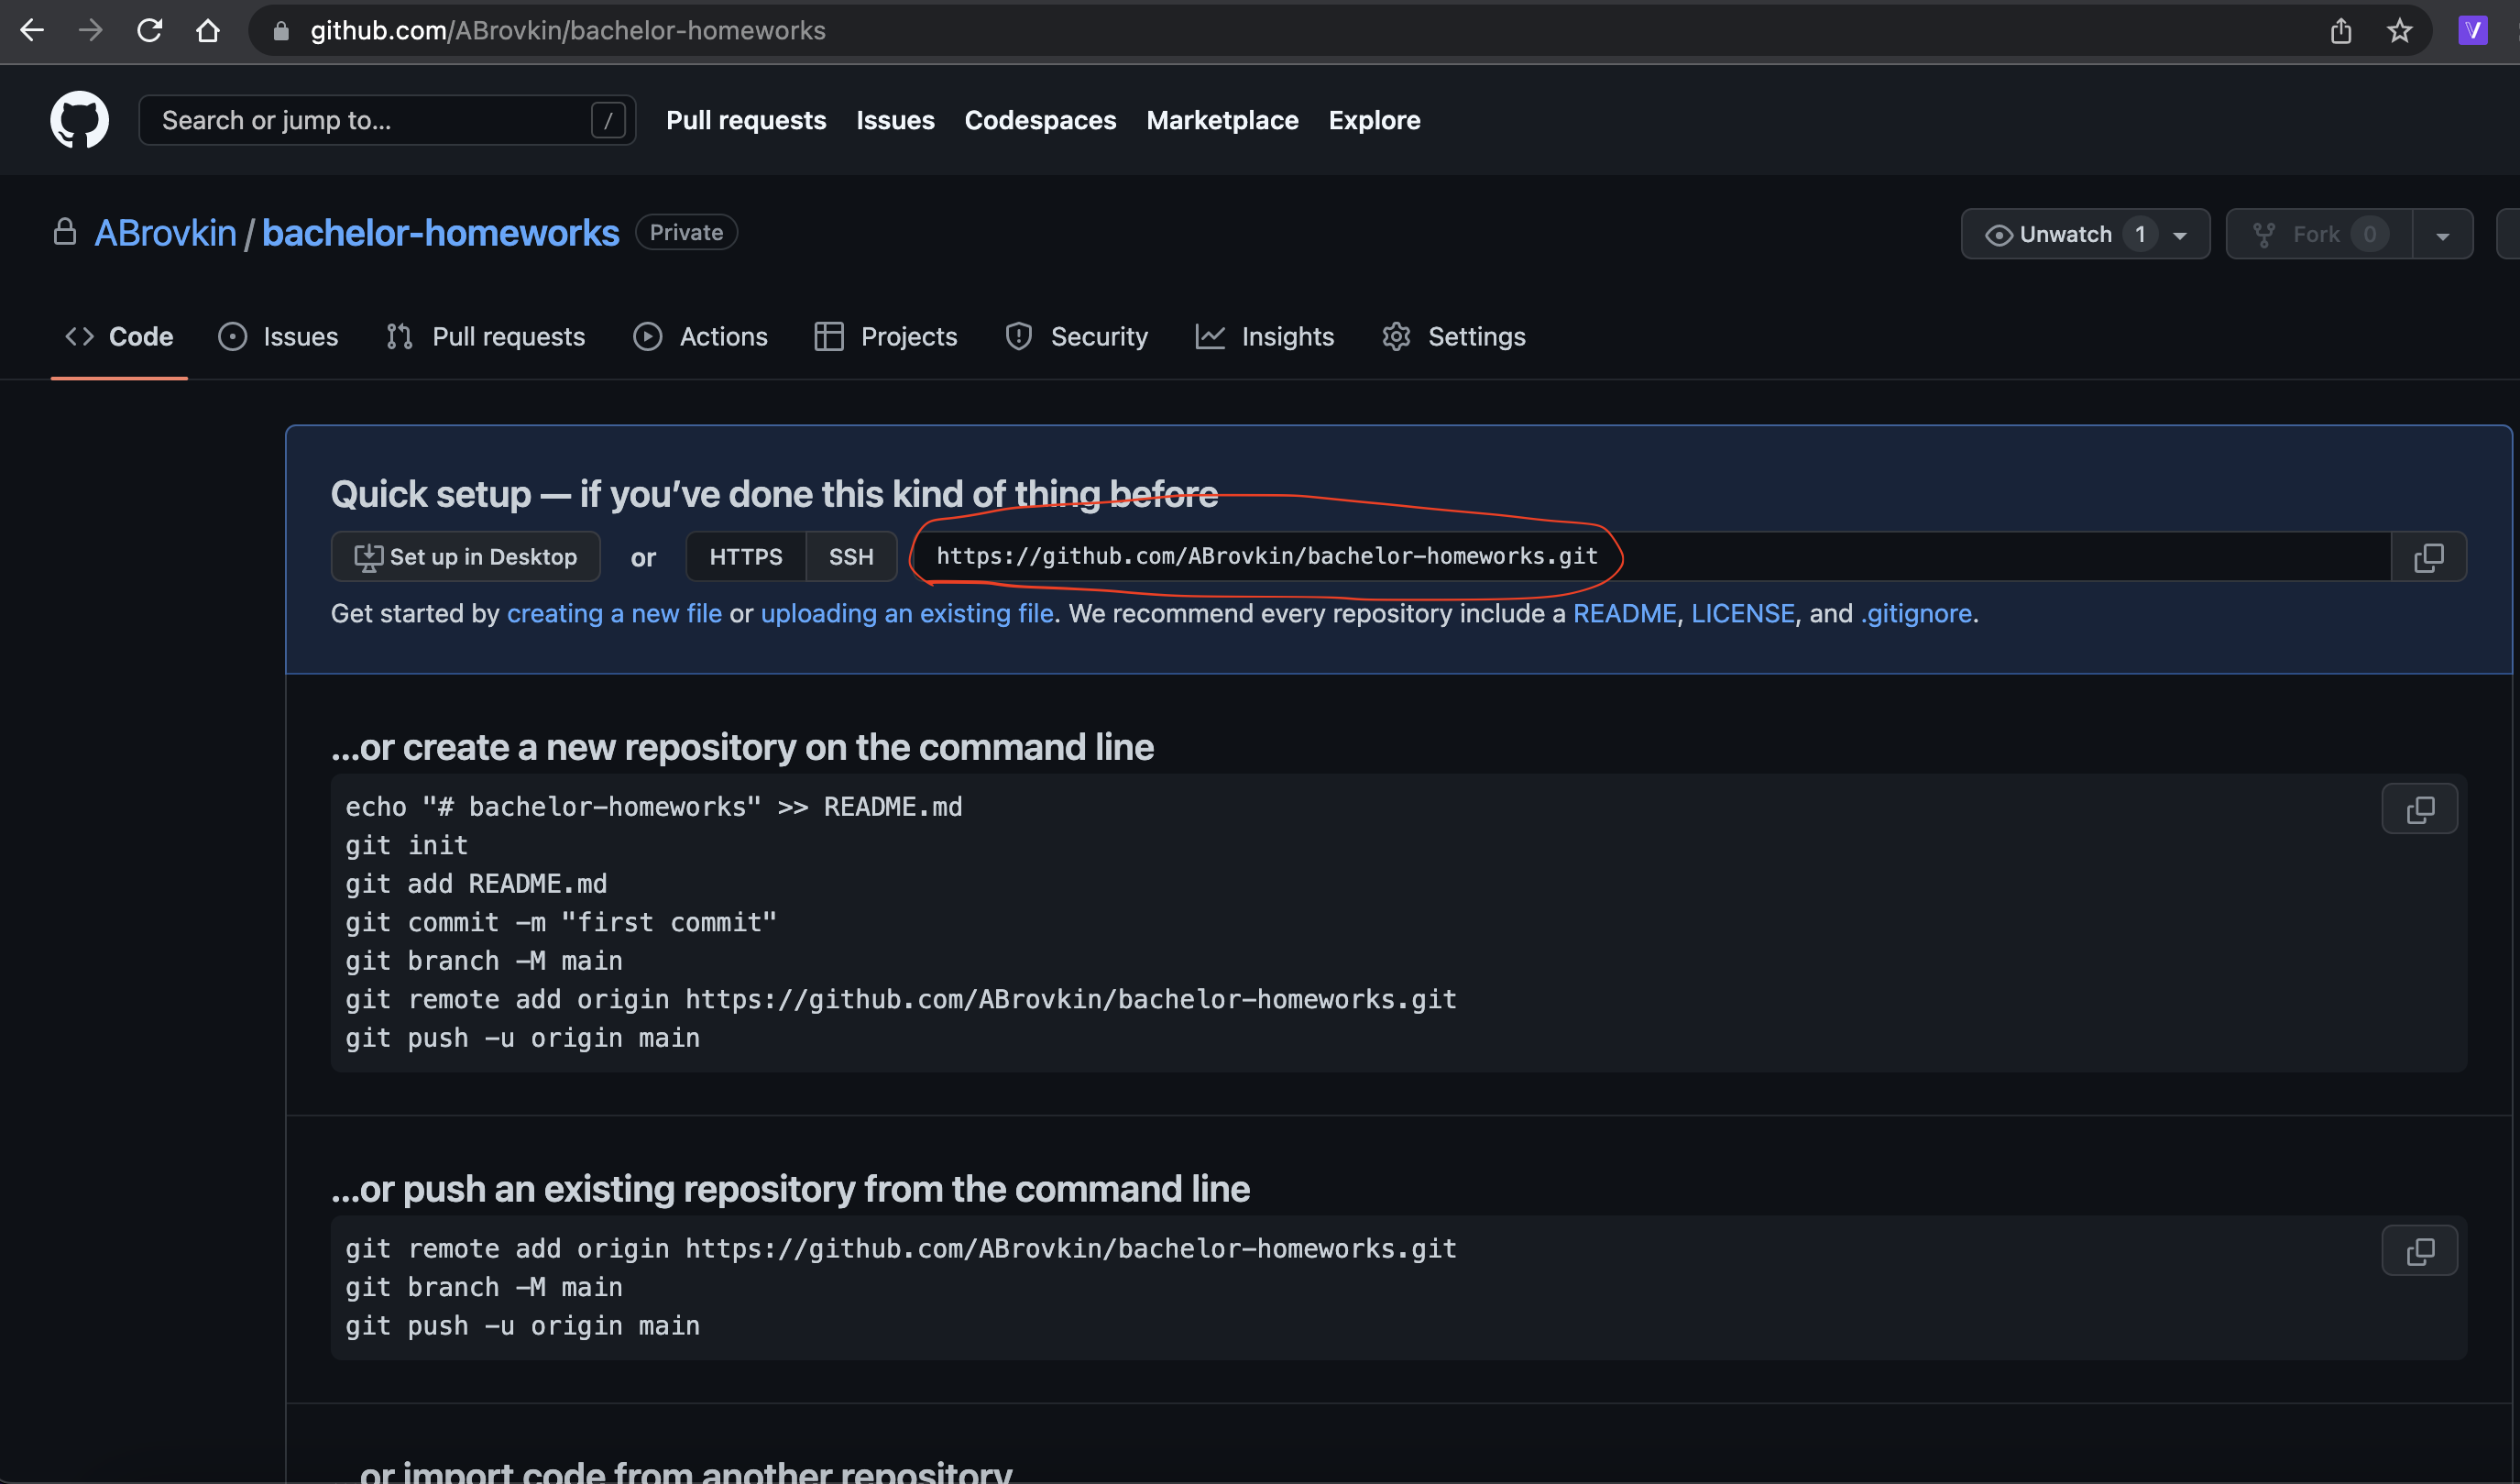 github.com/ABrovkin/bachelor-homeworks
Search or jump to... / Pull requests Issues Codespaces Marketplace Explore
ABrovkin / bachelor-homeworks Private Unwatch 1 Fork 0
Code Issues Pull requests Actions Projects Security Insights Settings
Quick setup — if you’ve done this kind of thing before
Set up in Desktop or HTTPS SSH https://github.com/ABrovkin/bachelor-homeworks.git
Get started by creating a new file or uploading an existing file. We recommend every repository include a README, LICENSE, and .gitignore.
…or create a new repository on the command line
echo "# bachelor-homeworks" >> README.md
git init
git add README.md
git commit -m "first commit"
git branch -M main
git remote add origin https://github.com/ABrovkin/bachelor-homeworks.git
git push -u origin main
…or push an existing repository from the command line
git remote add origin https://github.com/ABrovkin/bachelor-homeworks.git
git branch -M main
git push -u origin main
…or import code from another repository